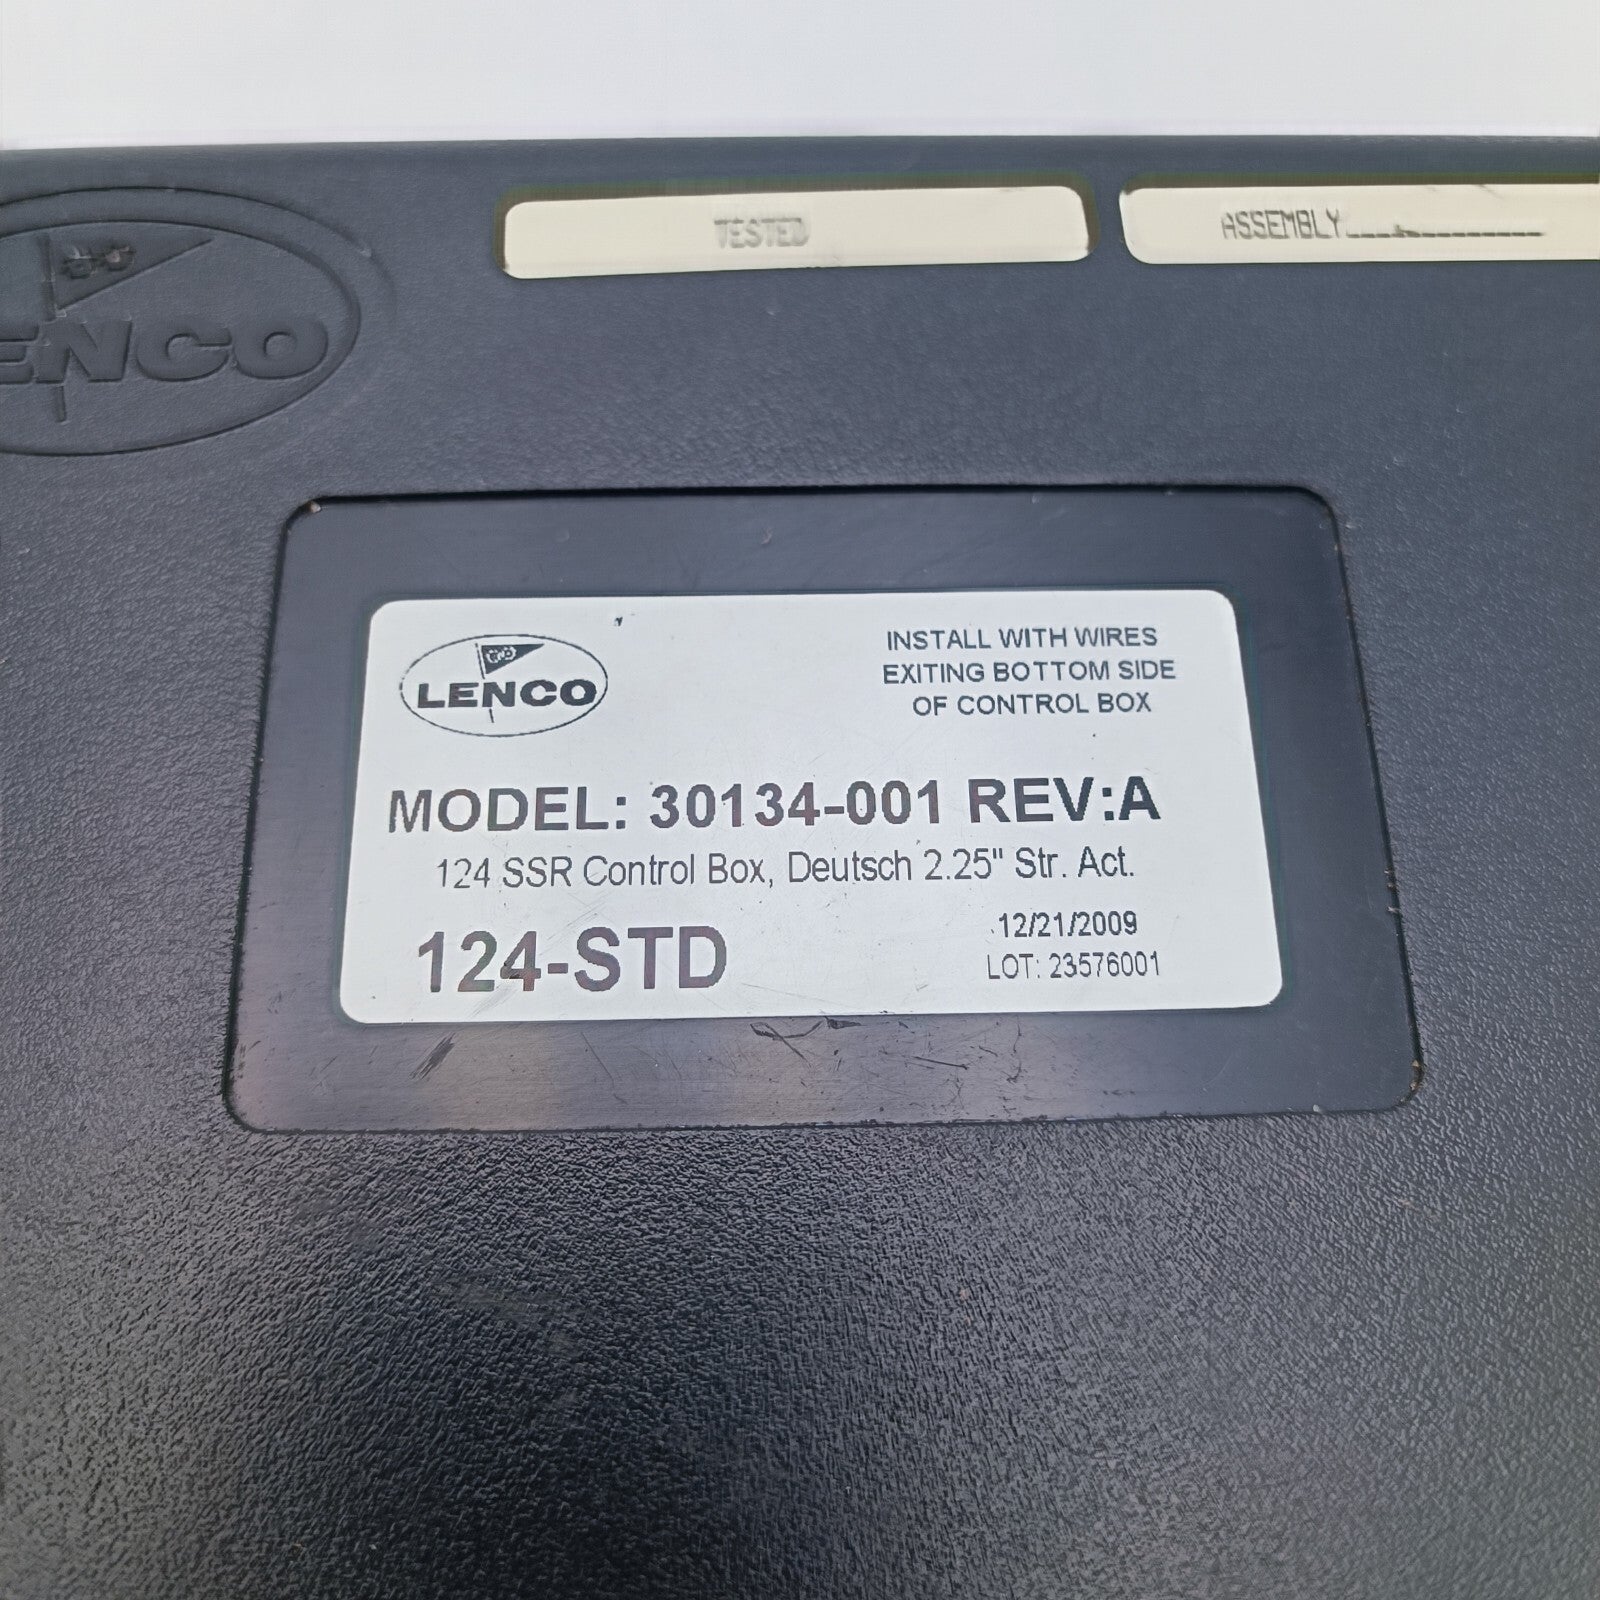 TESTED
ASSEMBLY
LENCO
LENCO
INSTALL WITH WIRES
EXITING BOTTOM SIDE
OF CONTROL BOX
MODEL: 30134-001 REV:A
124 SSR Control Box, Deutsch 2.25" Str. Act.
124-STD
12/21/2009
LOT: 23576001